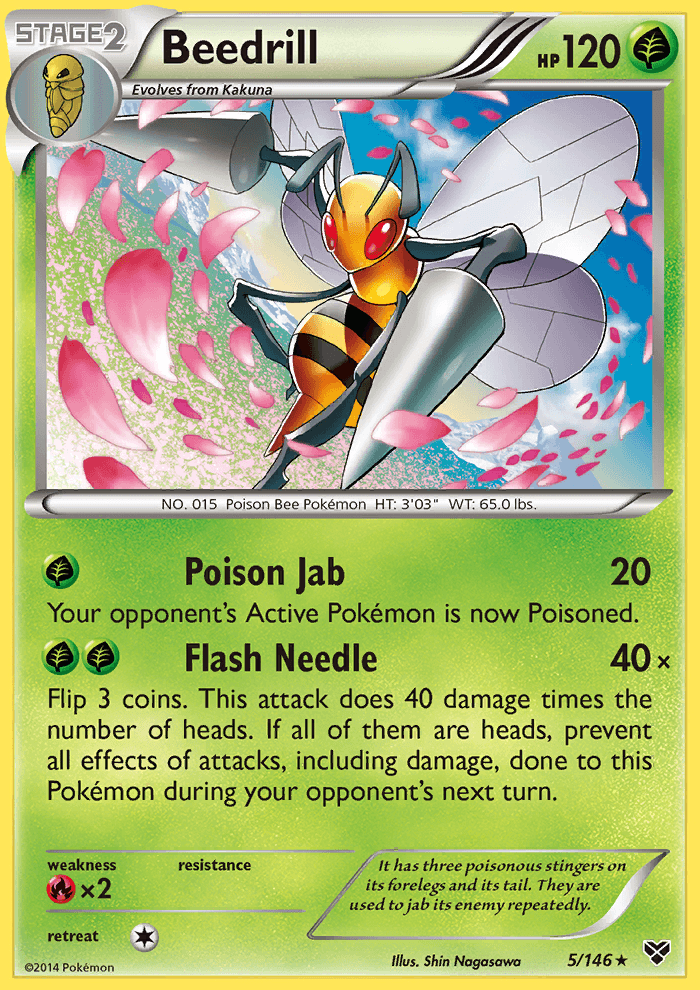 STAGE2
Beedrill
HP120
Evolves from Kakuna
NO. 015 Poison Bee Pokémon HT: 3'03" WT: 65.0 lbs.
Poison Jab 20
Your opponent's Active Pokémon is now Poisoned.
Flash Needle 40×
Flip 3 coins. This attack does 40 damage times the
number of heads. If all of them are heads, prevent
all effects of attacks, including damage, done to this
Pokémon during your opponent's next turn.
weakness resistance
×2
It has three poisonous stingers on
its forelegs and its tail. They are
used to jab its enemy repeatedly.
retreat
Illus. Shin Nagasawa 5/146★
©2014 Pokémon